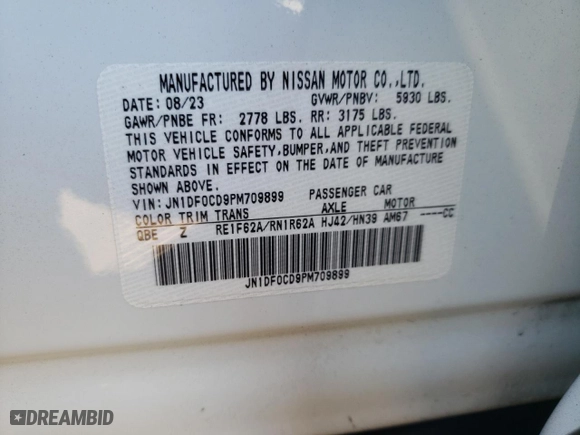 MANUFACTURED BY NISSAN MOTOR CO.,LTD.
DATE: 08/23 GVWR/PNBV: 5930 LBS.
GAWR/PNBE FR: 2778 LBS. RR: 3175 LBS.
THIS VEHICLE CONFORMS TO ALL APPLICABLE FEDERAL
MOTOR VEHICLE SAFETY, BUMPER, AND THEFT PREVENTION
STANDARDS IN EFFECT ON THE DATE OF MANUFACTURE
SHOWN ABOVE.
VIN: JN1DF0CD9PM709899 PASSENGER CAR
COLOR TRIM TRANS AXLE MOTOR
QBE Z RE1F62A/RN1R62A HJ42/HN39 AM67 ----CC
JN1DF0CD9PM709899
DREAMBID